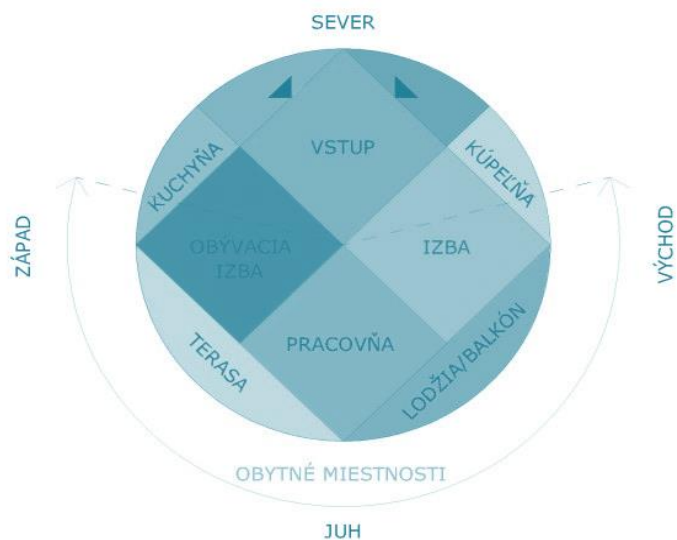 SEVER
VSTUP
KUCHYŇA
KÚPEĽŇA
ZÁPAD
OBÝVACIA
IZBA
IZBA
VÝCHOD
TERASA
PRACOVŇA
LODŽIA/BALKÓN
OBYTNÉ MIESTNOSTI
JUH